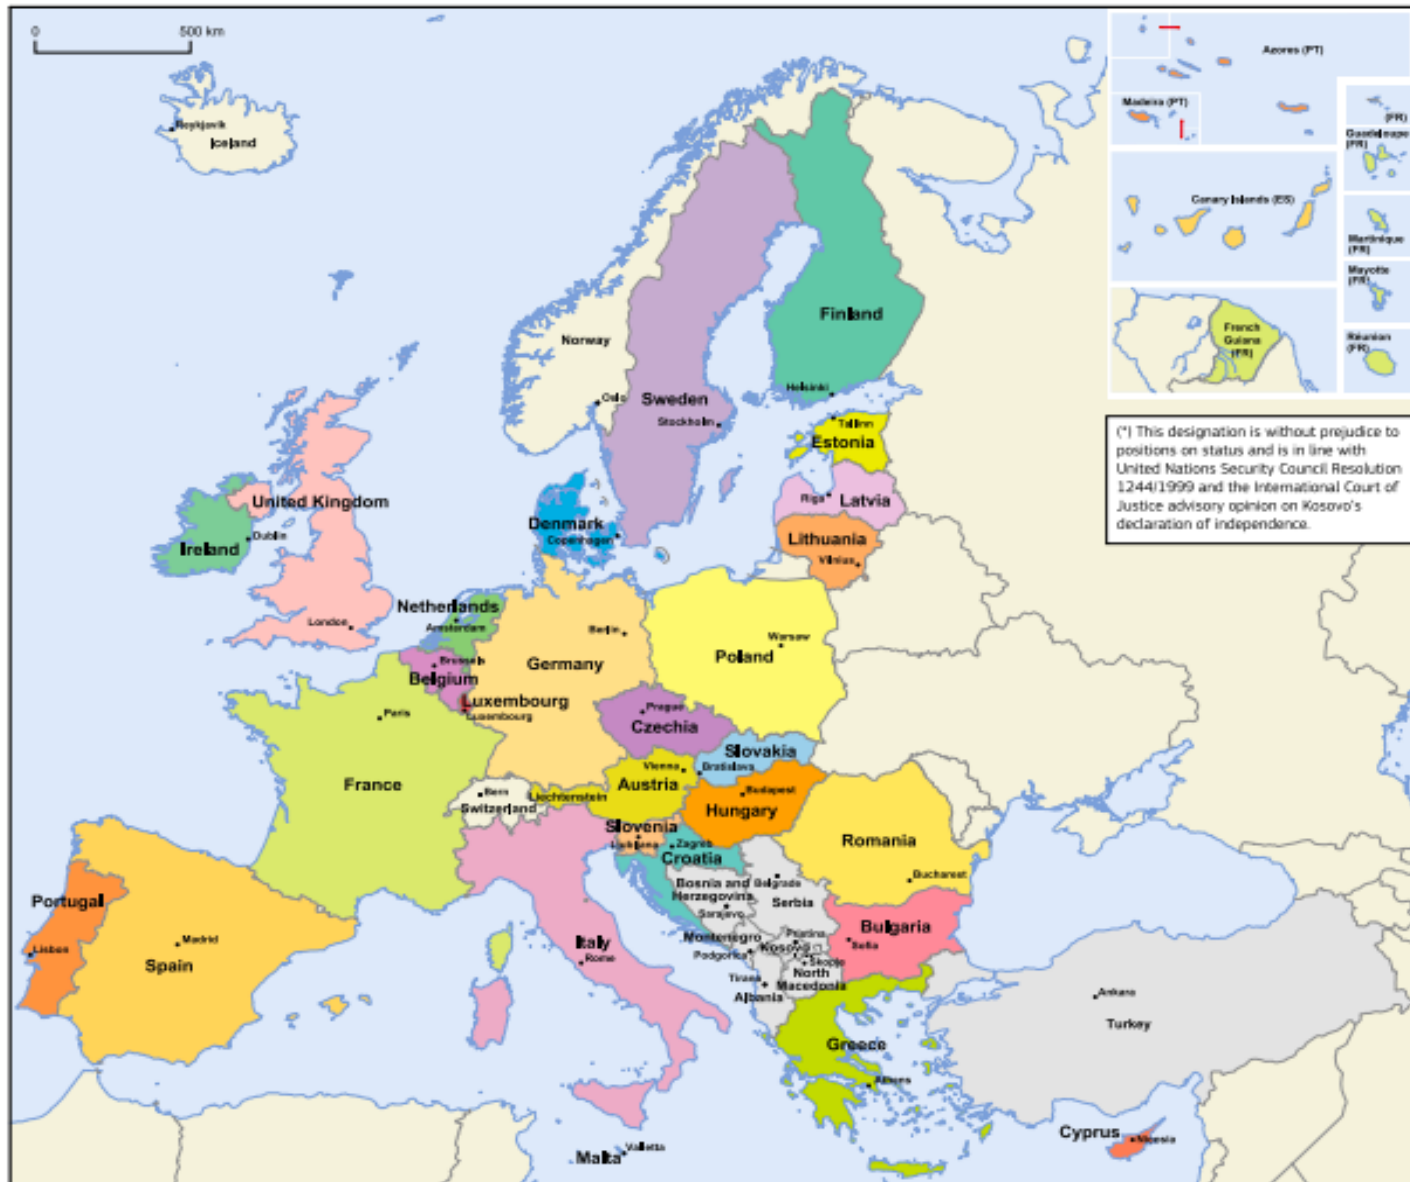 0
500 km
Azores (PT)
Madeira (PT)
(FR)
Guadeloupe
(FR)
Reykjavik
Iceland
Canary Islands (ES)
Martinique
(FR)
Mayotte
(FR)
French
Guiana
(FR)
Réunion
(FR)
Finland
Norway
Helsinki
Oslo
Sweden
Stockholm
Tallinn
Estonia
(*) This designation is without prejudice to
positions on status and is in line with
United Nations Security Council Resolution
1244/1999 and the International Court of
Justice advisory opinion on Kosovo's
declaration of independence.
Riga
Latvia
United Kingdom
Denmark
Copenhagen
Lithuania
Vilnius
Dublin
Ireland
Netherlands
Amsterdam
London
Berlin
Warsaw
Poland
Germany
Brussels
Belgium
Luxembourg
Luxembourg
Paris
Prague
Czechia
Slovakia
Bratislava
Vienna
Austria
France
Bern
Switzerland
Liechtenstein
Budapest
Hungary
Slovenia
Ljubljana
Zagreb
Croatia
Romania
Bucharest
Bosnia and
Herzegovina
Sarajevo
Belgrade
Serbia
Portugal
Lisbon
Madrid
Spain
Italy
Rome
Montenegro
Podgorica
Pristina
Kosovo
Skopje
North
Macedonia
Tirana
Albania
Bulgaria
Sofia
Ankara
Turkey
Greece
Athens
Cyprus
Nicosia
Valletta
Malta